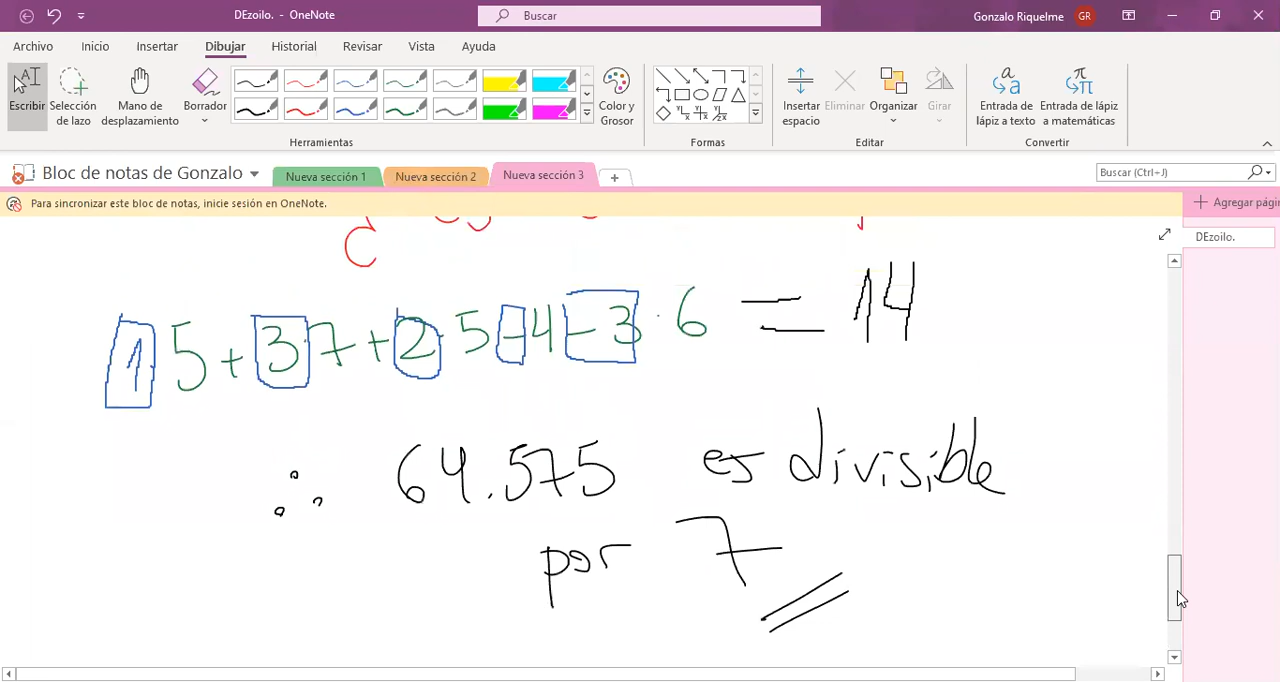 DEzoilo. - OneNote
Buscar
Gonzalo Riquelme GR
Archivo Inicio Insertar Dibujar Historial Revisar Vista Ayuda
Escribir
Selección de lazo
Mano de desplazamiento
Borrador
Color y Grosor
Insertar espacio
Eliminar
Organizar
Girar
Entrada de lápiz a texto
Entrada de lápiz a matemáticas
Herramientas Formas Editar Convertir
Bloc de notas de Gonzalo Nueva sección 1 Nueva sección 2 Nueva sección 3 Buscar (Ctrl+J)
Para sincronizar este bloc de notas, inicie sesión en OneNote. Agregar págin
DEzoilo.
1 5 + 3·7 + 2 5 - 4 - 3 · 6 = 14
∴ 64.575 es divisible
por 7